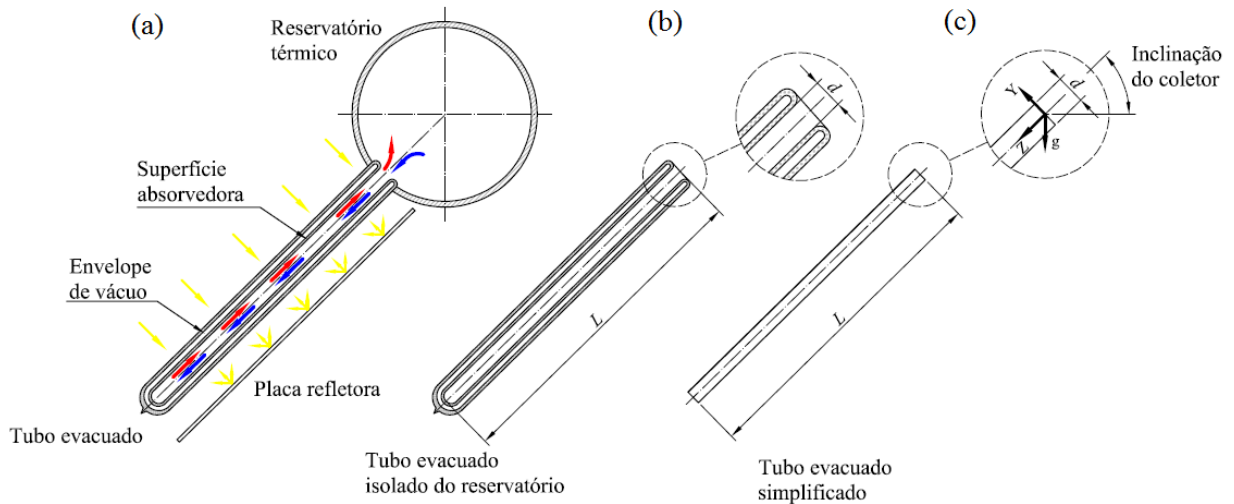 (a)
Reservatório
térmico
Superfície
absorvedora
Envelope
de vácuo
Placa refletora
Tubo evacuado
(b)
d
L
Tubo evacuado
isolado do reservatório
(c)
Inclinação
do coletor
d
Y
Z
g
L
Tubo evacuado
simplificado